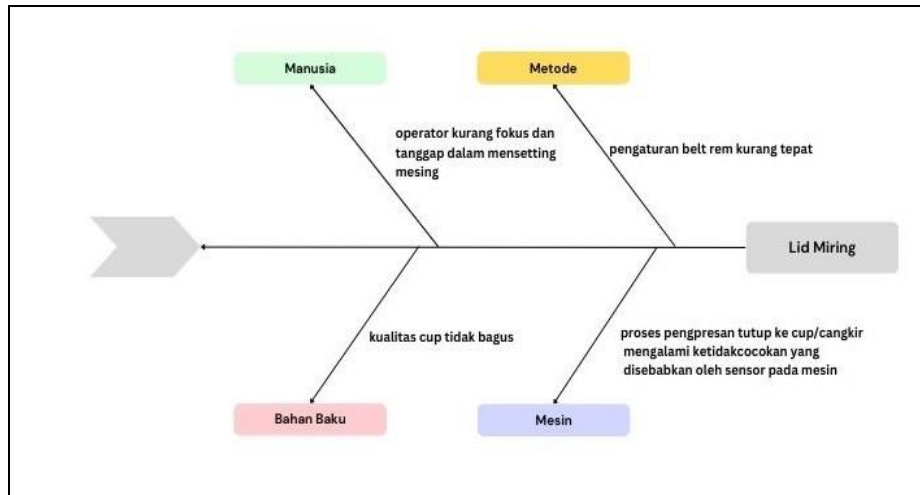 Manusia
Metode
operator kurang fokus dan
tanggap dalam mensetting
mesing
pengaturan belt rem kurang tepat
Lid Miring
kualitas cup tidak bagus
proses pengpresan tutup ke cup/cangkir
mengalami ketidakcocokan yang
disebabkan oleh sensor pada mesin
Bahan Baku
Mesin